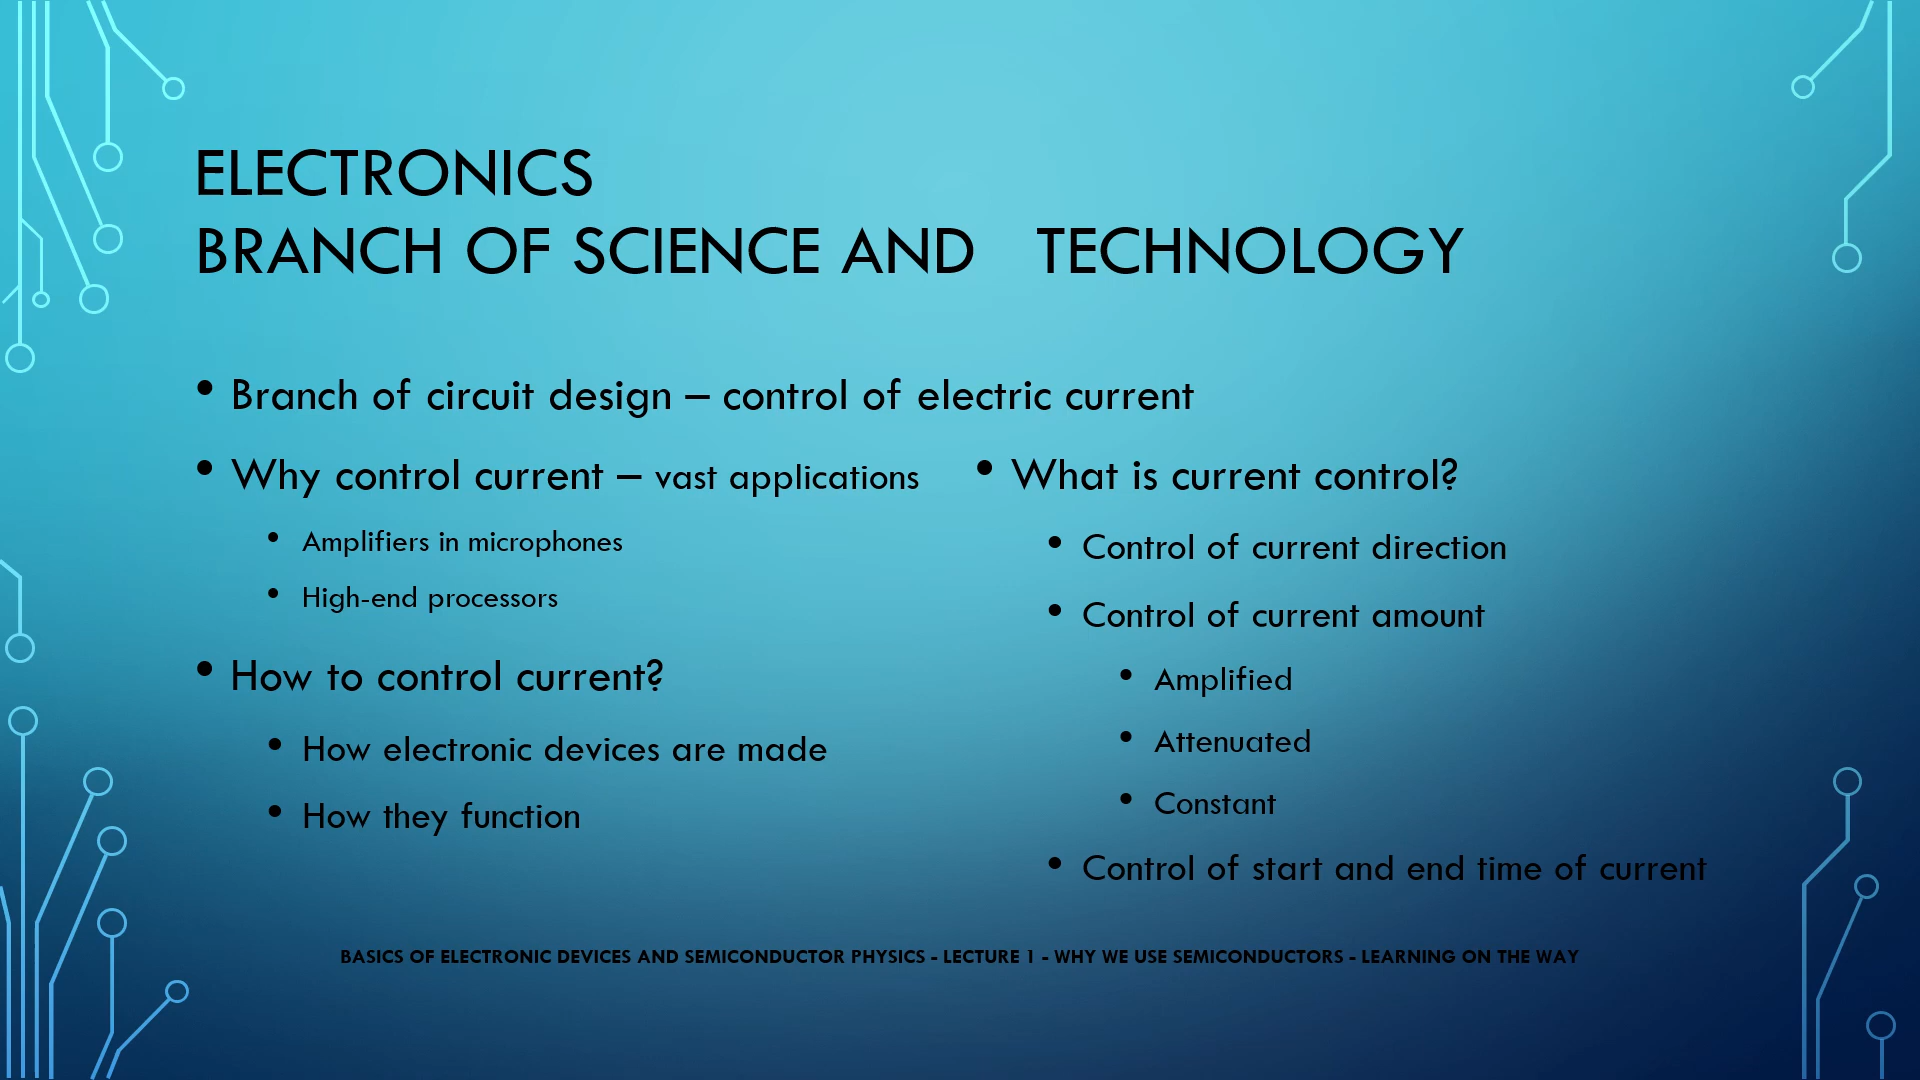 ELECTRONICS
BRANCH OF SCIENCE AND TECHNOLOGY
• Branch of circuit design – control of electric current
• Why control current – vast applications
• Amplifiers in microphones
• High-end processors
• How to control current?
• How electronic devices are made
• How they function
• What is current control?
• Control of current direction
• Control of current amount
• Amplified
• Attenuated
• Constant
• Control of start and end time of current
BASICS OF ELECTRONIC DEVICES AND SEMICONDUCTOR PHYSICS - LECTURE 1 - WHY WE USE SEMICONDUCTORS - LEARNING ON THE WAY